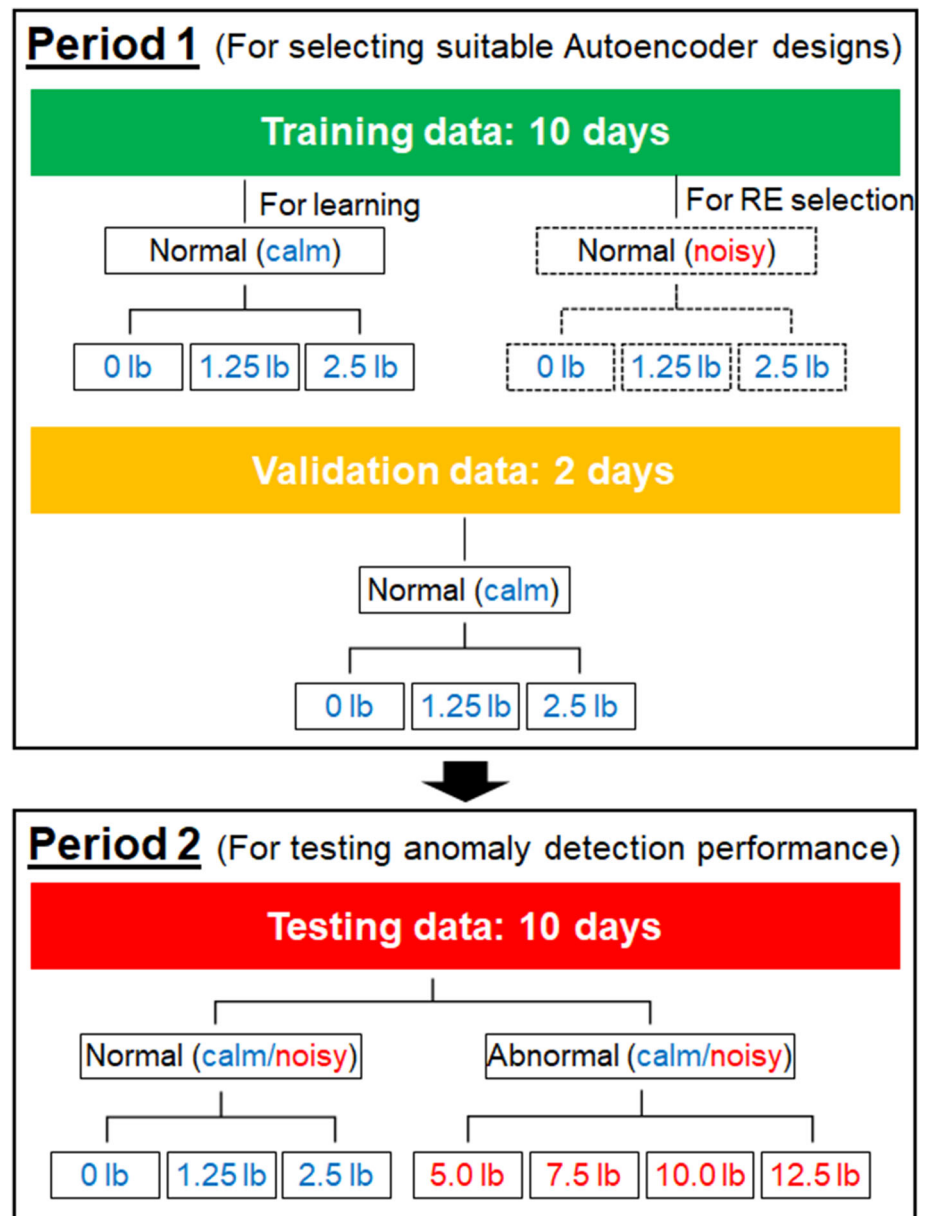 Period 1 (For selecting suitable Autoencoder designs)
Training data: 10 days
For learning
For RE selection
Normal (calm)
Normal (noisy)
0 lb 1.25 lb 2.5 lb
0 lb 1.25 lb 2.5 lb
Validation data: 2 days
Normal (calm)
0 lb 1.25 lb 2.5 lb
Period 2 (For testing anomaly detection performance)
Testing data: 10 days
Normal (calm/noisy)
Abnormal (calm/noisy)
0 lb 1.25 lb 2.5 lb
5.0 lb 7.5 lb 10.0 lb 12.5 lb